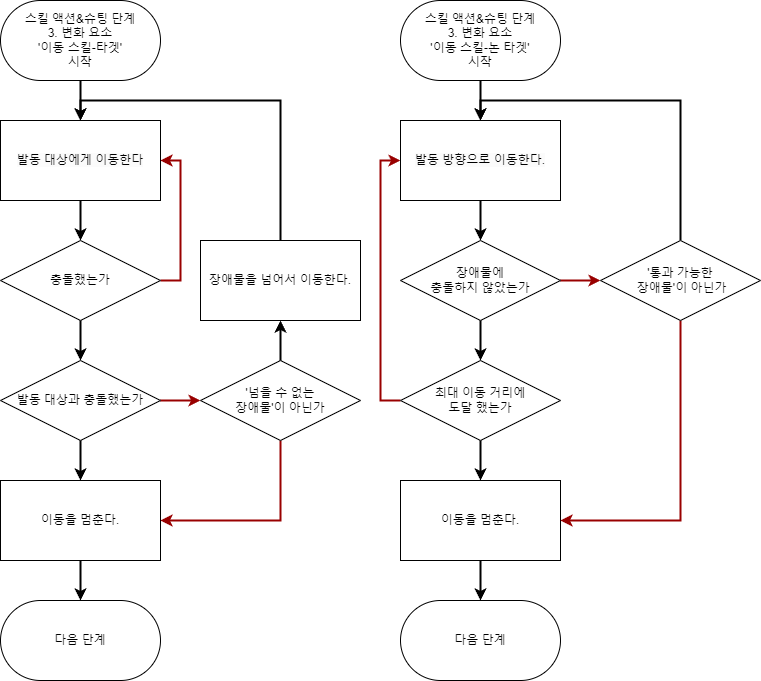 스킬 액션&슈팅 단계
3. 변화 요소
'이동 스킬-타겟'
시작
발동 대상에게 이동한다
충돌했는가
장애물을 넘어서 이동한다.
발동 대상과 충돌했는가
'넘을 수 없는
장애물'이 아닌가
이동을 멈춘다.
다음 단계
스킬 액션&슈팅 단계
3. 변화 요소
'이동 스킬-논 타겟'
시작
발동 방향으로 이동한다.
장애물에
충돌하지 않았는가
'통과 가능한
장애물'이 아닌가
최대 이동 거리에
도달 했는가
이동을 멈춘다.
다음 단계